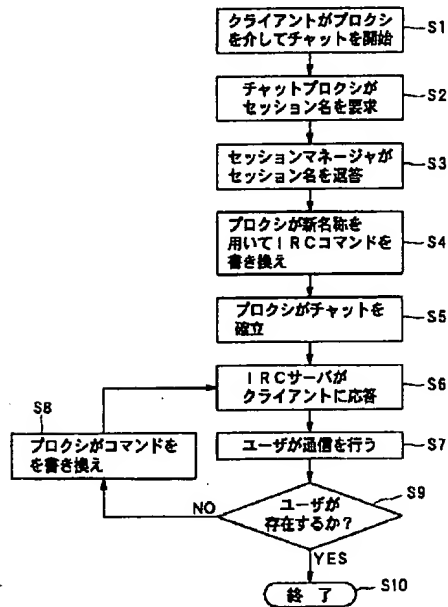 クライアントがプロクシ
を介してチャットを開始
S1
チャットプロクシが
セッション名を要求
S2
セッションマネージャが
セッション名を返答
S3
プロクシが新名称を
用いてIRCコマンドを
書き換え
S4
プロクシがチャットを
確立
S5
IRCサーバが
クライアントに応答
S6
S8
プロクシがコマンドを
を書き換え
ユーザが通信を行う
S7
ユーザが
存在するか?
S9
NO
YES
終了
S10